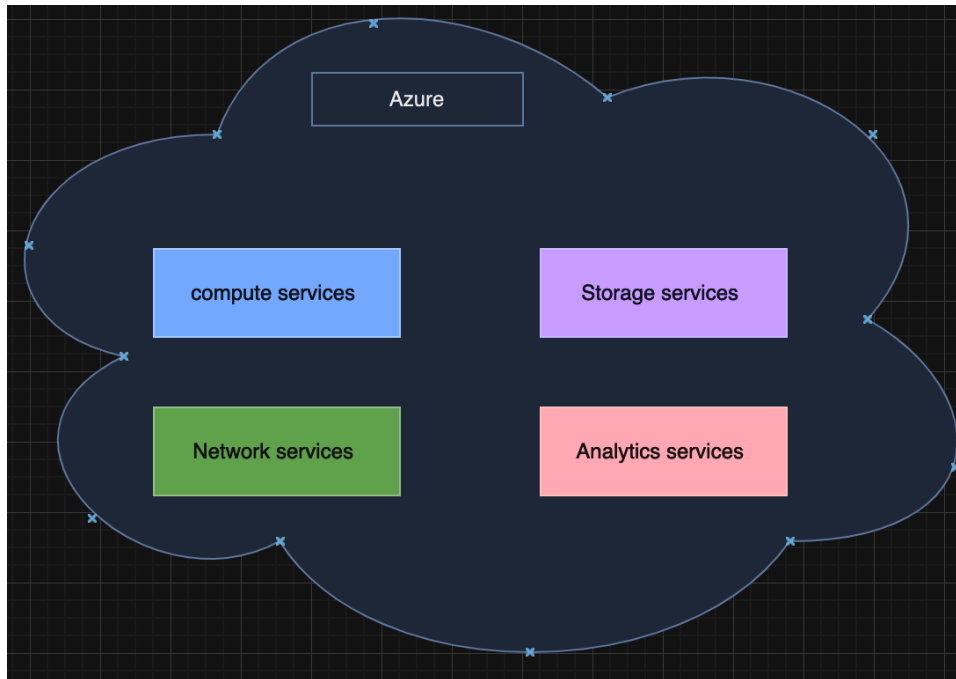 Azure
compute services
Storage services
Network services
Analytics services